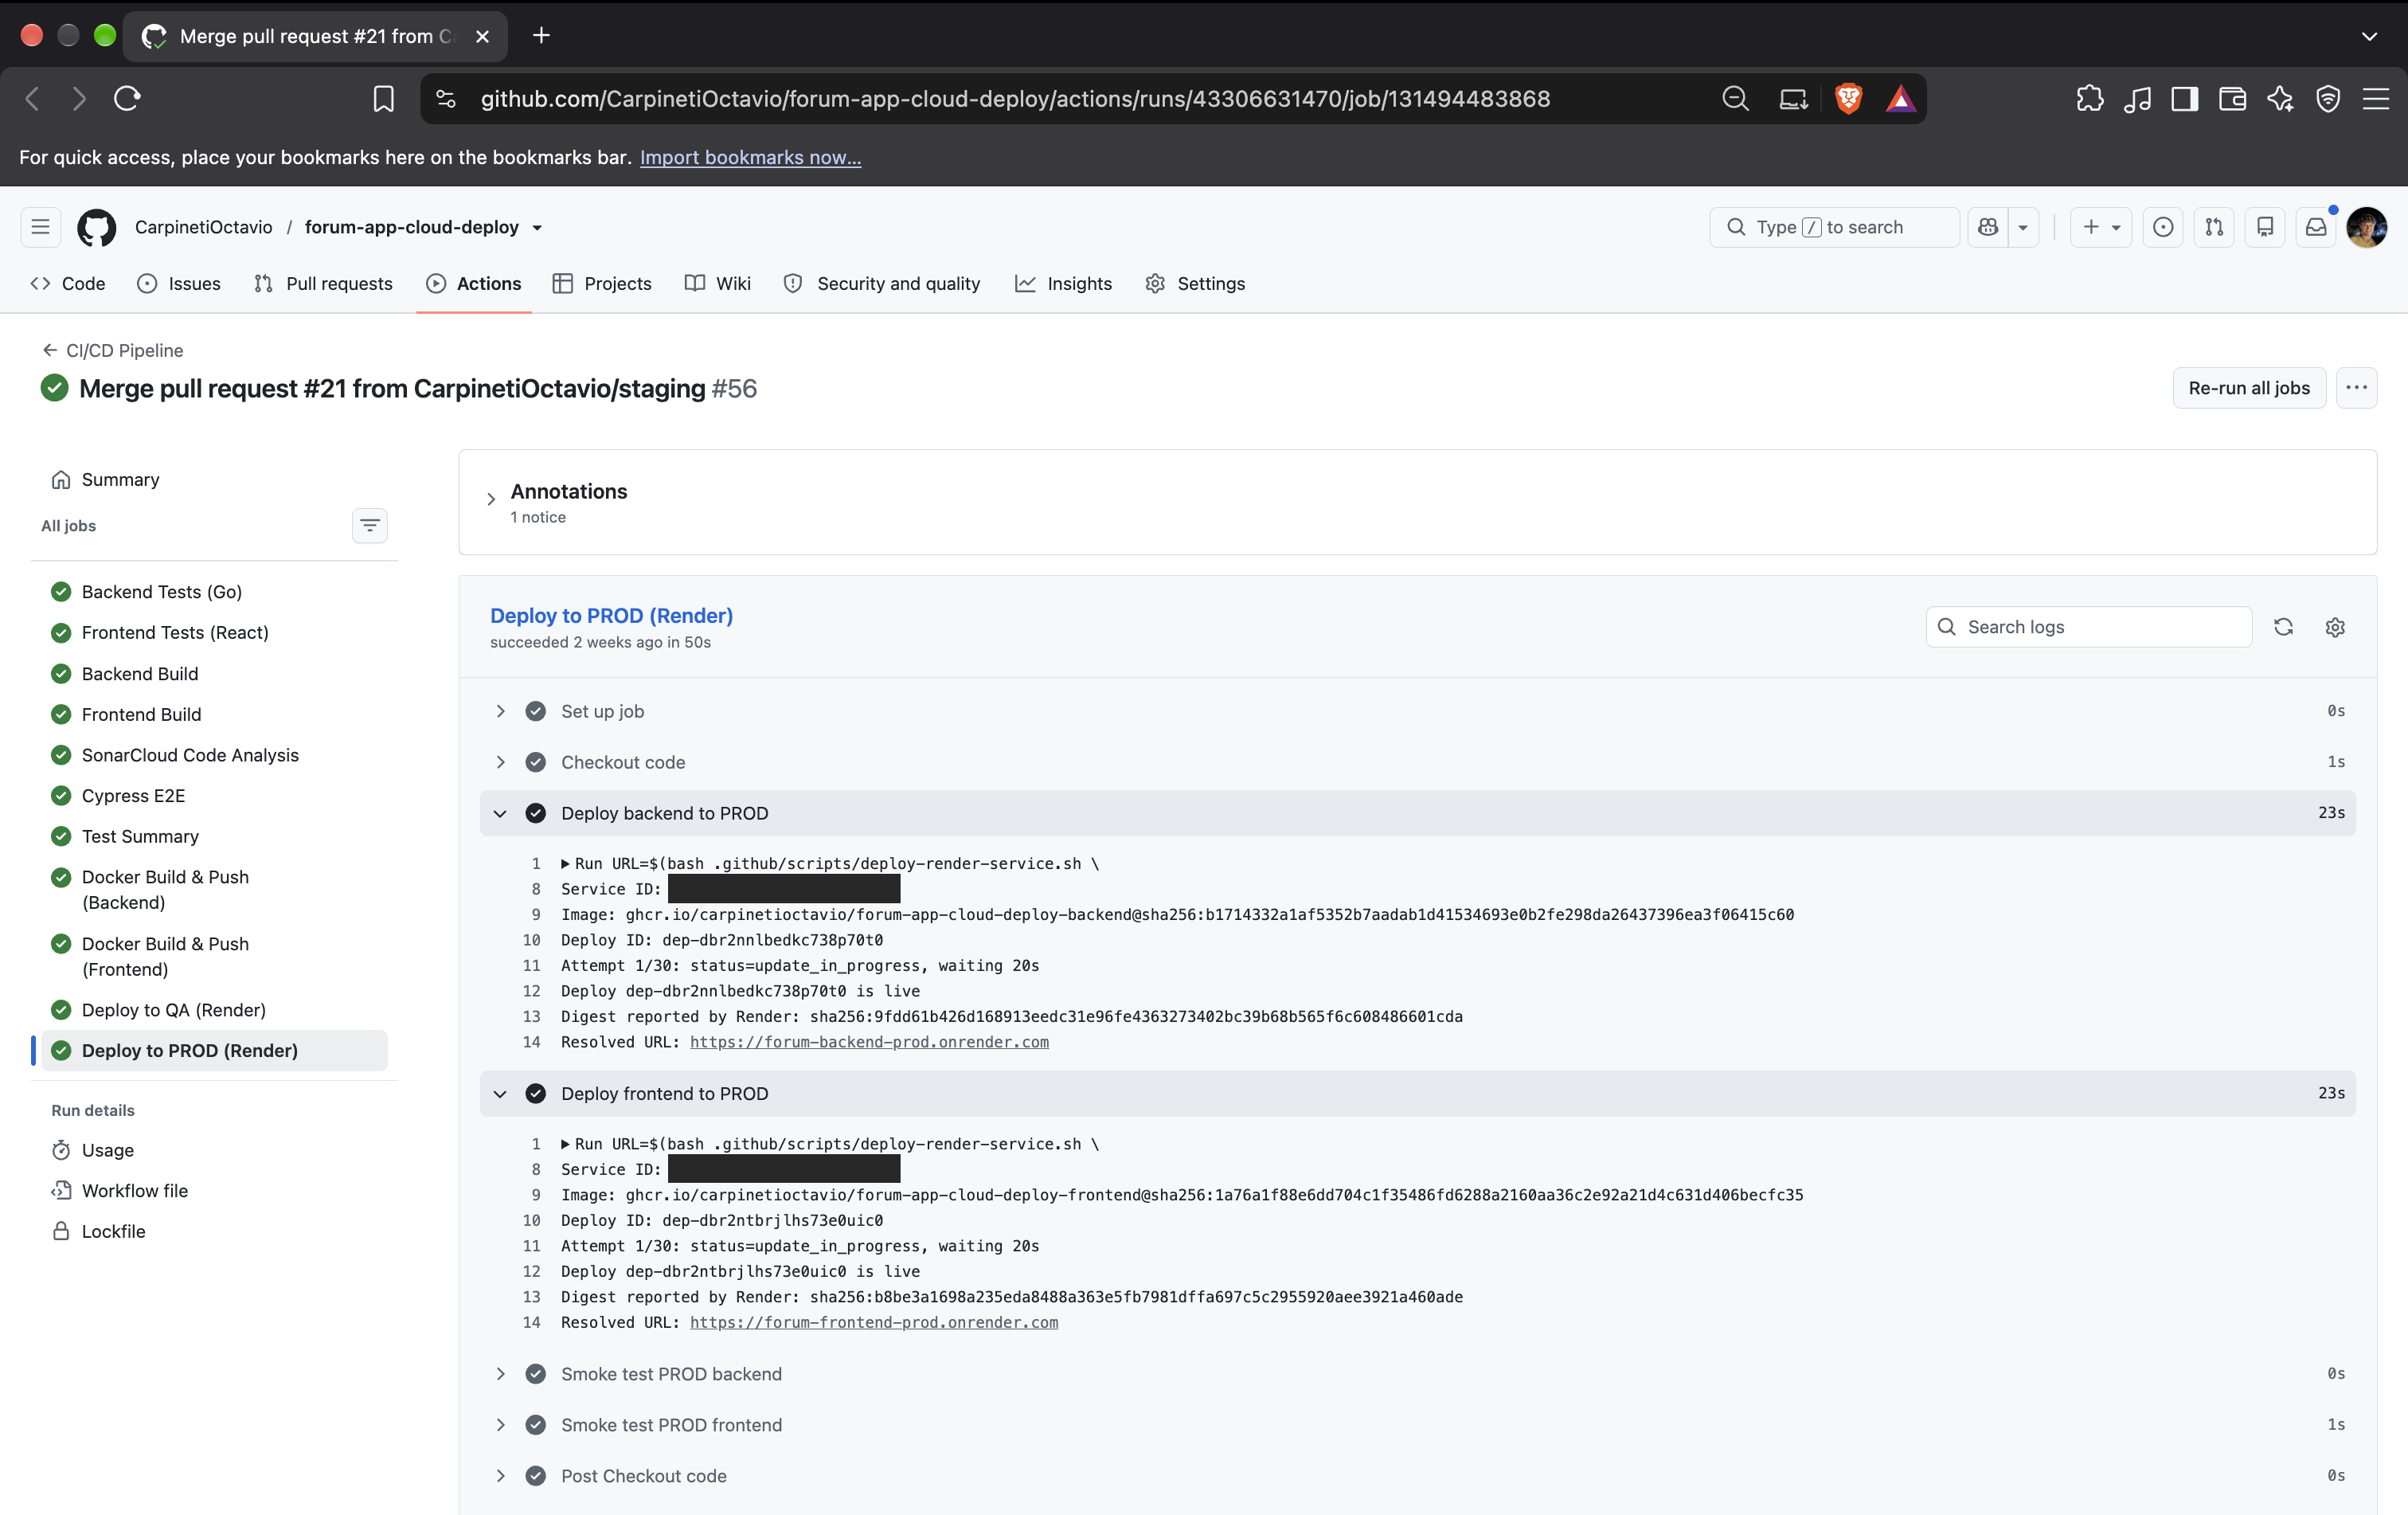 Merge pull request #21 from C
github.com/CarpinetiOctavio/forum-app-cloud-deploy/actions/runs/43306631470/job/131494483868
For quick access, place your bookmarks here on the bookmarks bar. Import bookmarks now...
CarpinetiOctavio / forum-app-cloud-deploy
Type / to search
Code
Issues
Pull requests
Actions
Projects
Wiki
Security and quality
Insights
Settings
CI/CD Pipeline
Merge pull request #21 from CarpinetiOctavio/staging #56
Re-run all jobs
Summary
All jobs
Backend Tests (Go)
Frontend Tests (React)
Backend Build
Frontend Build
SonarCloud Code Analysis
Cypress E2E
Test Summary
Docker Build & Push
(Backend)
Docker Build & Push
(Frontend)
Deploy to QA (Render)
Deploy to PROD (Render)
Run details
Usage
Workflow file
Lockfile
Annotations
1 notice
Deploy to PROD (Render)
succeeded 2 weeks ago in 50s
Search logs
Set up job 0s
Checkout code 1s
Deploy backend to PROD 23s
1 Run URL=$(bash .github/scripts/deploy-render-service.sh \
8 Service ID:
9 Image: ghcr.io/carpinetioctavio/forum-app-cloud-deploy-backend@sha256:b1714332a1af5352b7aadab1d41534693e0b2fe298da26437396ea3f06415c60
10 Deploy ID: dep-dbr2nnlbedkc738p70t0
11 Attempt 1/30: status=update_in_progress, waiting 20s
12 Deploy dep-dbr2nnlbedkc738p70t0 is live
13 Digest reported by Render: sha256:9fdd61b426d168913eedc31e96fe4363273402bc39b68b565f6c608486601cda
14 Resolved URL: https://forum-backend-prod.onrender.com
Deploy frontend to PROD 23s
1 Run URL=$(bash .github/scripts/deploy-render-service.sh \
8 Service ID:
9 Image: ghcr.io/carpinetioctavio/forum-app-cloud-deploy-frontend@sha256:1a76a1f88e6dd704c1f35486fd6288a2160aa36c2e92a21d4c631d406becfc35
10 Deploy ID: dep-dbr2ntbrjlhs73e0uic0
11 Attempt 1/30: status=update_in_progress, waiting 20s
12 Deploy dep-dbr2ntbrjlhs73e0uic0 is live
13 Digest reported by Render: sha256:b8be3a1698a235eda8488a363e5fb7981dffa697c5c2955920aee3921a460ade
14 Resolved URL: https://forum-frontend-prod.onrender.com
Smoke test PROD backend 0s
Smoke test PROD frontend 1s
Post Checkout code 0s